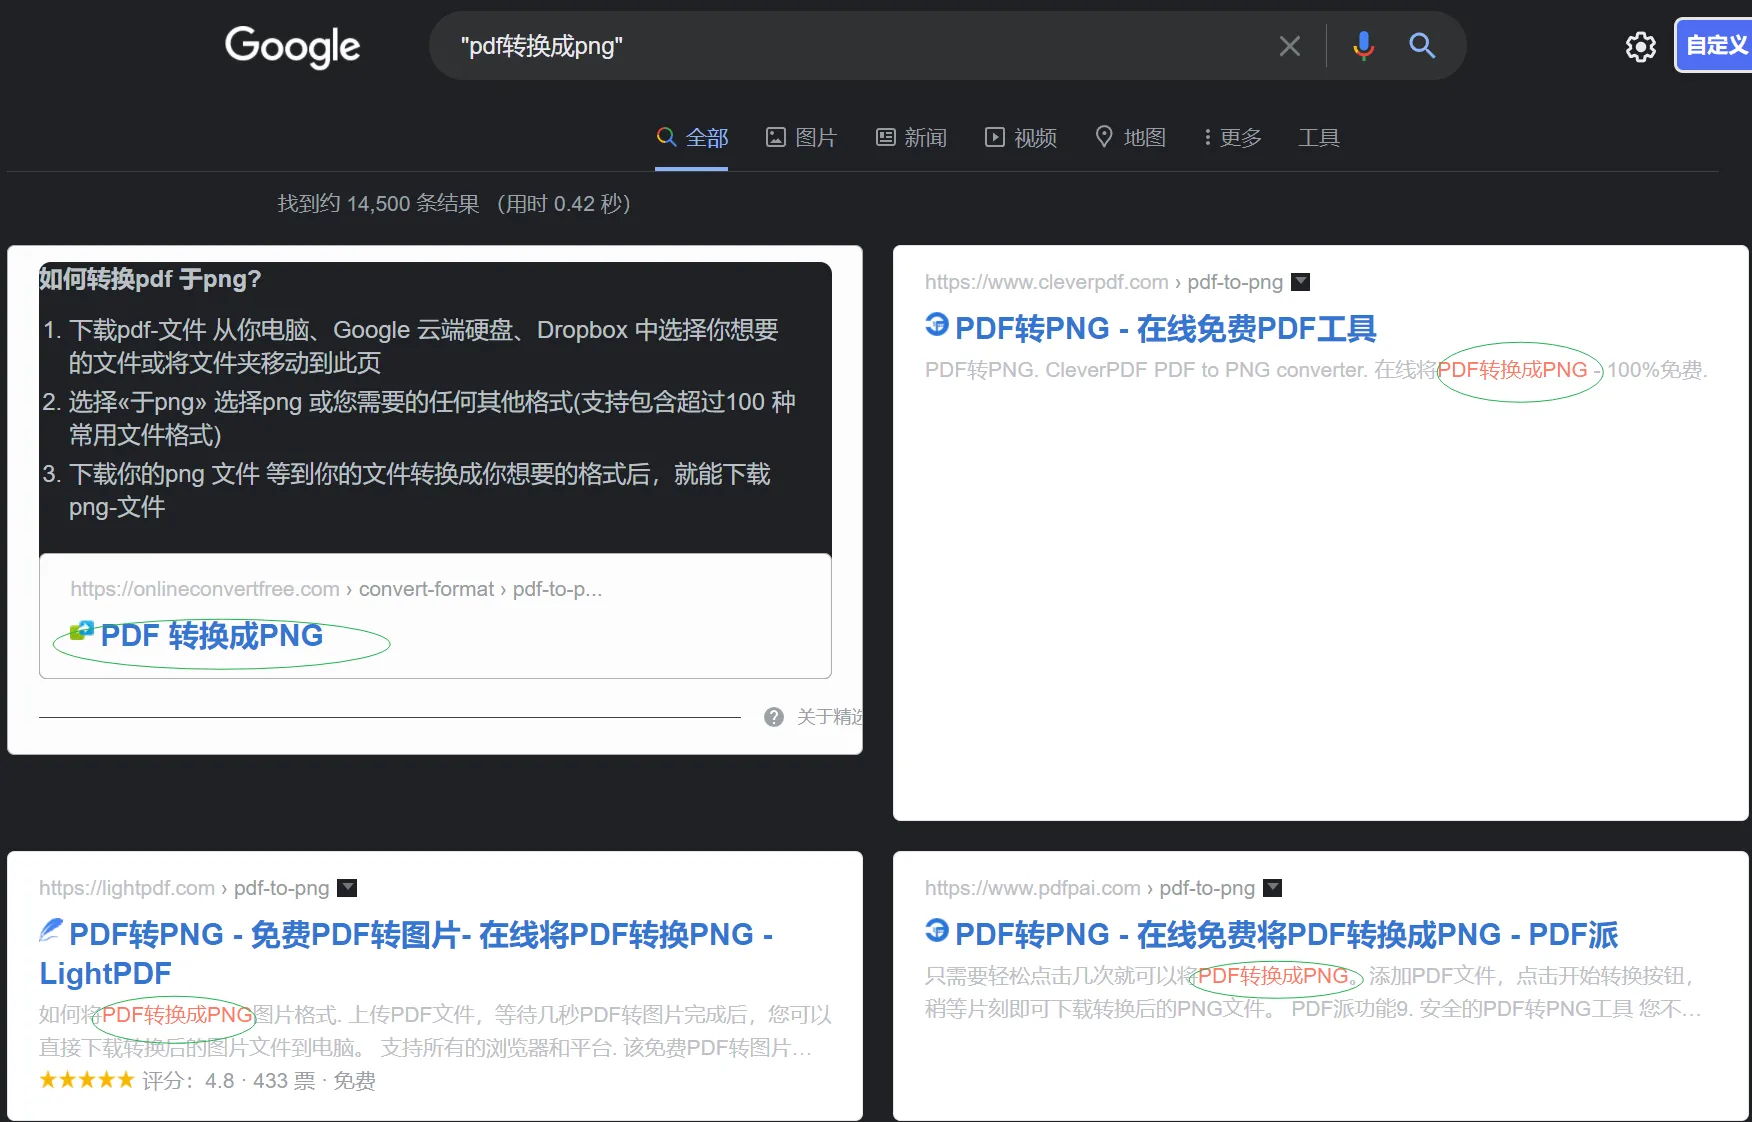 Google
"pdf转换成png"
自定义
全部 图片 新闻 视频 地图 更多 工具
找到约 14,500 条结果 （用时 0.42 秒）
如何转换pdf 于png?
1. 下载pdf-文件 从你电脑、Google 云端硬盘、Dropbox 中选择你想要
的文件或将文件夹移动到此页
2. 选择«于png» 选择png 或您需要的任何其他格式(支持包含超过100 种
常用文件格式)
3. 下载你的png 文件 等到你的文件转换成你想要的格式后，就能下载
png-文件
https://onlineconvertfree.com › convert-format › pdf-to-p...
PDF 转换成PNG
关于精选
https://www.cleverpdf.com › pdf-to-png
PDF转PNG - 在线免费PDF工具
PDF转PNG. CleverPDF PDF to PNG converter. 在线将PDF转换成PNG - 100%免费.
https://lightpdf.com › pdf-to-png
PDF转PNG - 免费PDF转图片- 在线将PDF转换PNG -
LightPDF
如何将PDF转换成PNG图片格式. 上传PDF文件，等待几秒PDF转图片完成后，您可以
直接下载转换后的图片文件到电脑。 支持所有的浏览器和平台. 该免费PDF转图片...
★★★★★ 评分：4.8 · 433 票 · 免费
https://www.pdfpai.com › pdf-to-png
PDF转PNG - 在线免费将PDF转换成PNG - PDF派
只需要轻松点击几次就可以将PDF转换成PNG。 添加PDF文件，点击开始转换按钮，
稍等片刻即可下载转换后的PNG文件。 PDF派功能9. 安全的PDF转PNG工具 您不...